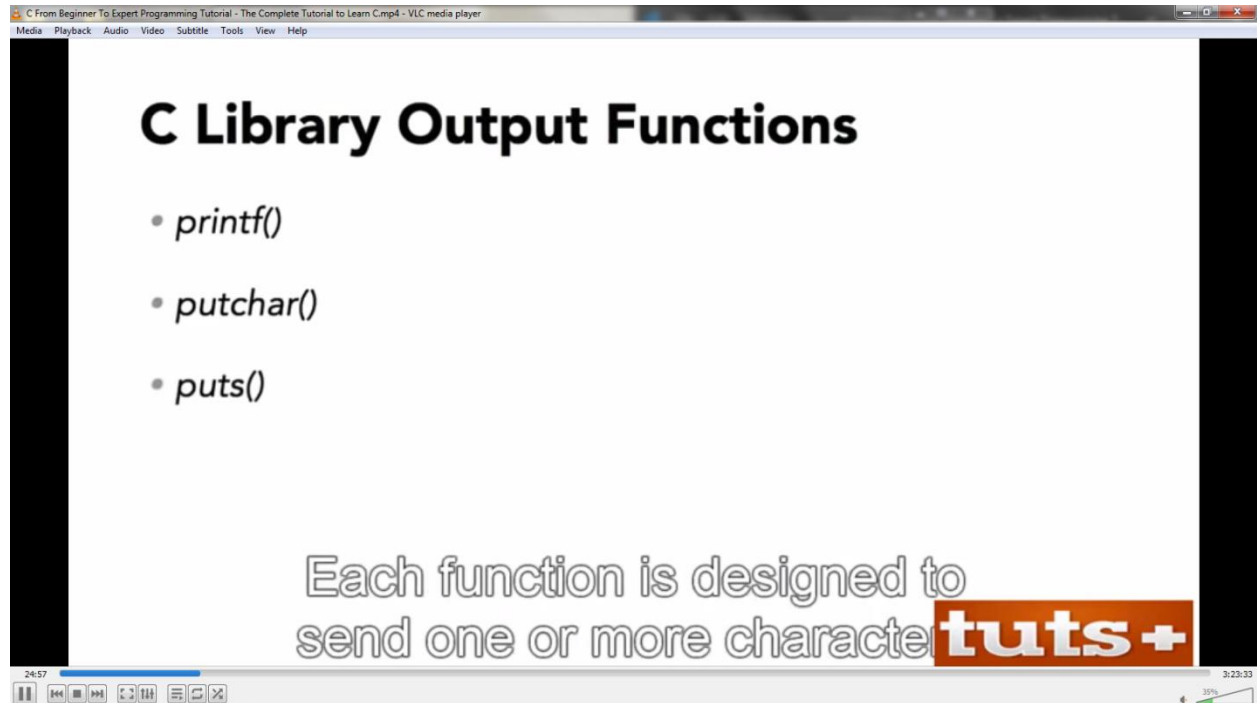 C From Beginner To Expert Programming Tutorial - The Complete Tutorial to Learn C.mp4 - VLC media player
Media Playback Audio Video Subtitle Tools View Help
C Library Output Functions
• printf()
• putchar()
• puts()
Each function is designed to
send one or more character
tuts+
24:57 3:23:33
35%